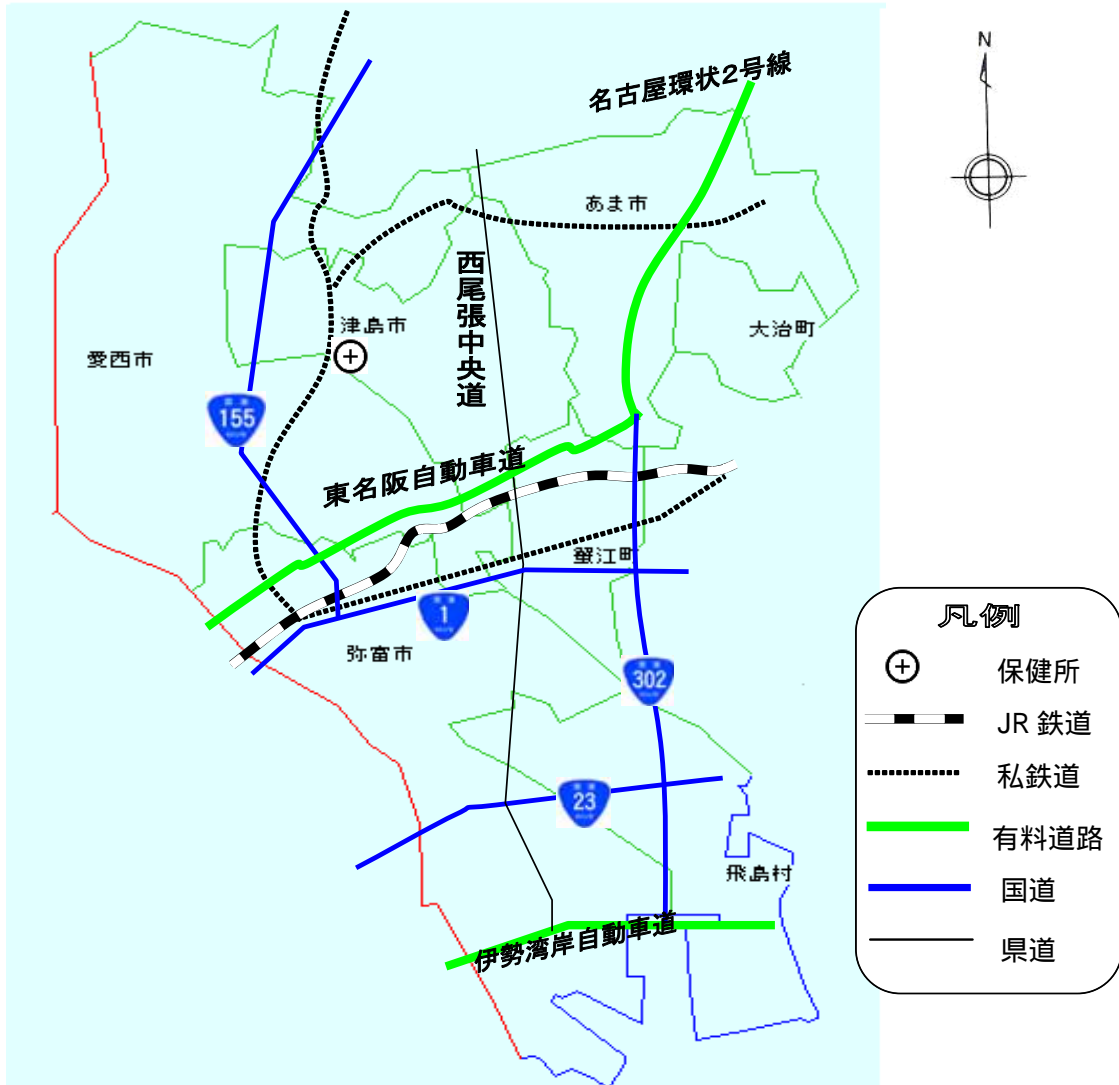 N
名古屋環状2号線
あま市
西尾張中央道
津島市
大治町
愛西市
155
東名阪自動車道
蟹江町
1
弥富市
302
23
飛島村
伊勢湾岸自動車道
凡例
保健所
JR 鉄道
私鉄道
有料道路
国道
県道